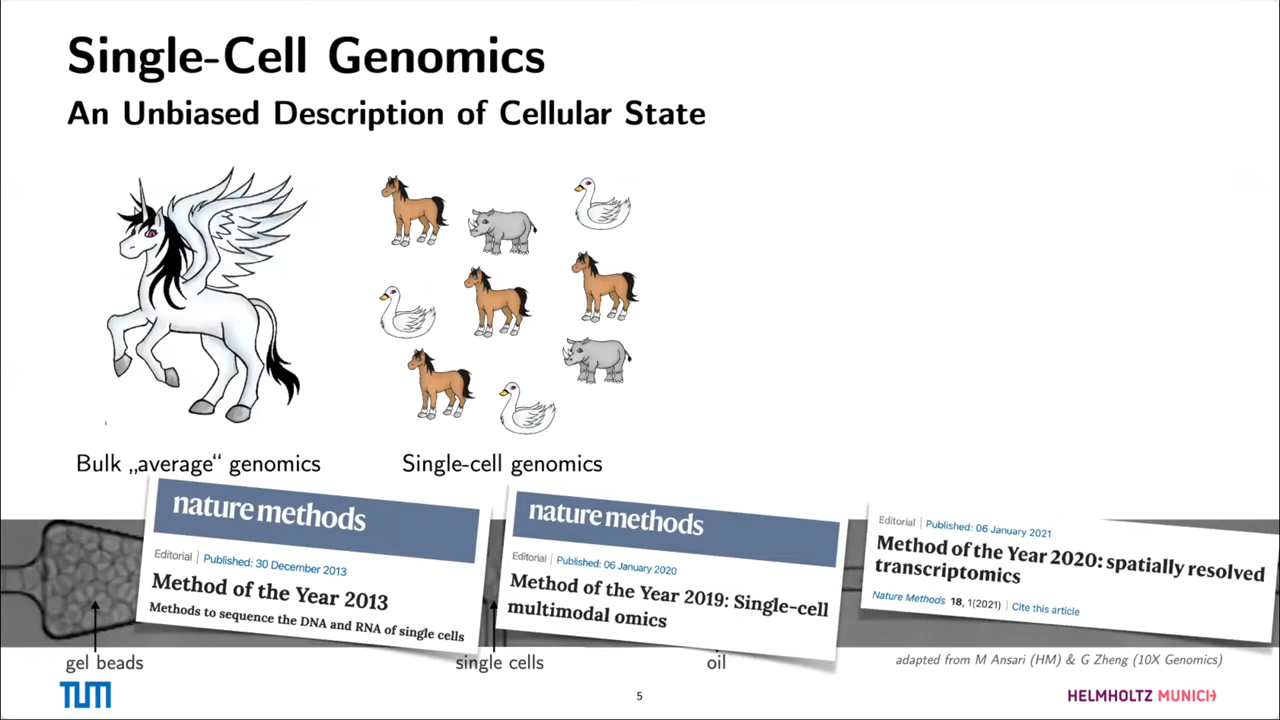 Single-Cell Genomics
An Unbiased Description of Cellular State
Bulk „average“ genomics
Single-cell genomics
nature methods
Editorial | Published: 30 December 2013
Method of the Year 2013
Methods to sequence the DNA and RNA of single cells
nature methods
Editorial | Published: 06 January 2020
Method of the Year 2019: Single-cell
multimodal omics
Editorial | Published: 06 January 2021
Method of the Year 2020: spatially resolved
transcriptomics
Nature Methods 18, 1(2021) | Cite this article
gel beads
single cells
oil
adapted from M Ansari (HM) & G Zheng (10X Genomics)
TUM
5
HELMHOLTZ MUNICH